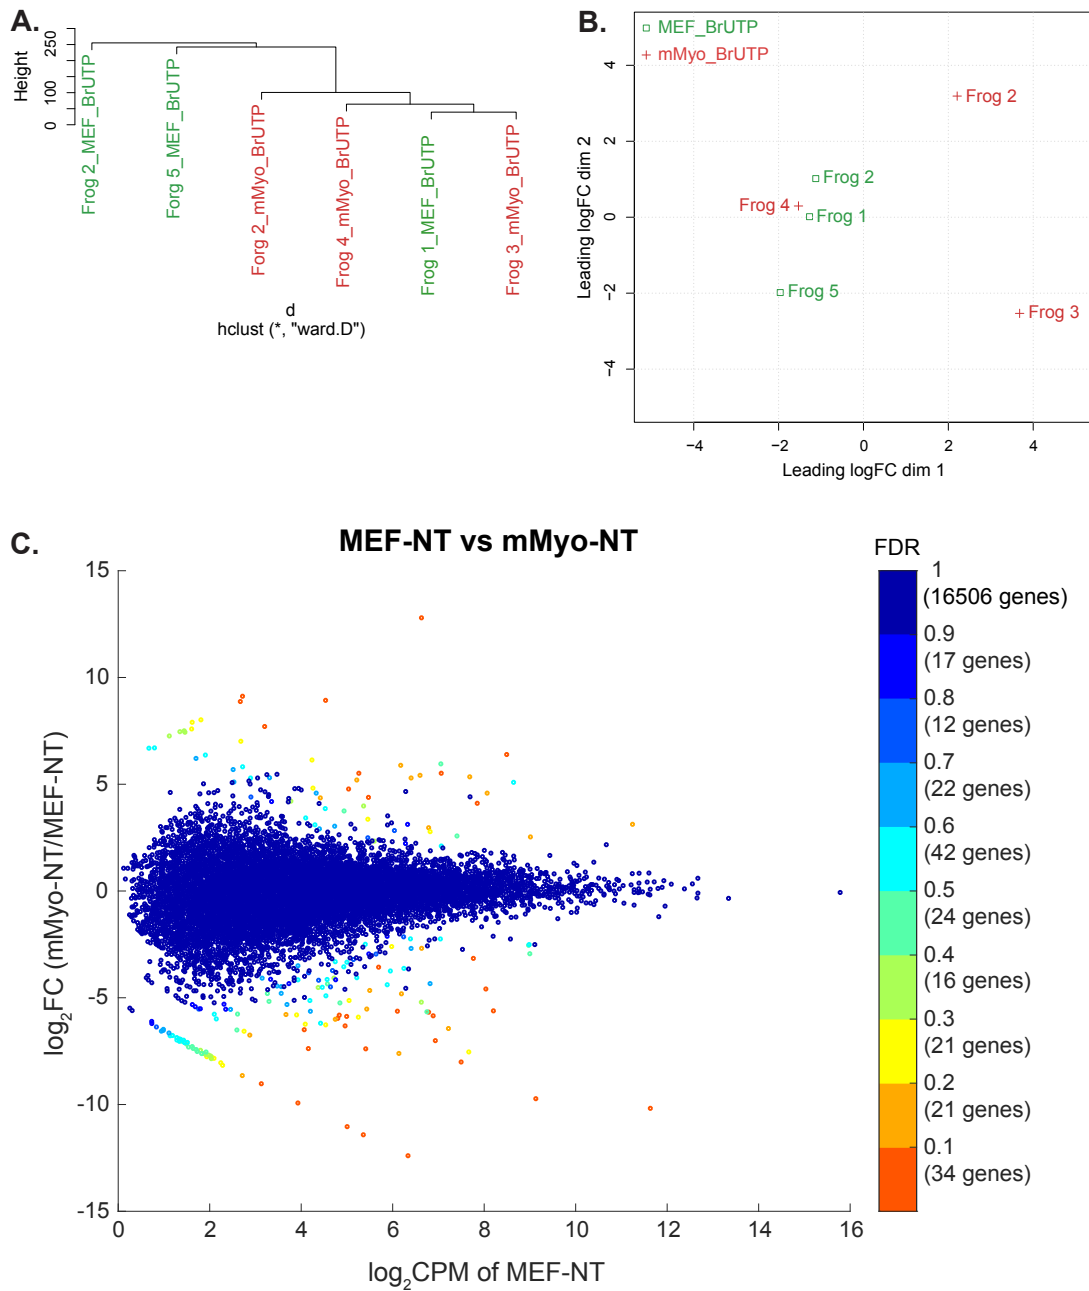 A.
Height
250
100
0
Frog 2_MEF_BrUTP
Forg 5_MEF_BrUTP
Forg 2_mMyo_BrUTP
Frog 4_mMyo_BrUTP
Frog 1_MEF_BrUTP
Frog 3_mMyo_BrUTP
d
hclust (*, "ward.D")
B.
MEF_BrUTP
mMyo_BrUTP
Frog 2
Frog 2
Frog 4
Frog 1
Frog 5
Frog 3
Leading logFC dim 2
4
2
0
−2
−4
−4
−2
0
2
4
Leading logFC dim 1
C.
MEF-NT vs mMyo-NT
log2FC (mMyo-NT/MEF-NT)
15
10
5
0
-5
-10
-15
0
2
4
6
8
10
12
14
16
log2CPM of MEF-NT
FDR
1
(16506 genes)
0.9
(17 genes)
0.8
(12 genes)
0.7
(22 genes)
0.6
(42 genes)
0.5
(24 genes)
0.4
(16 genes)
0.3
(21 genes)
0.2
(21 genes)
0.1
(34 genes)